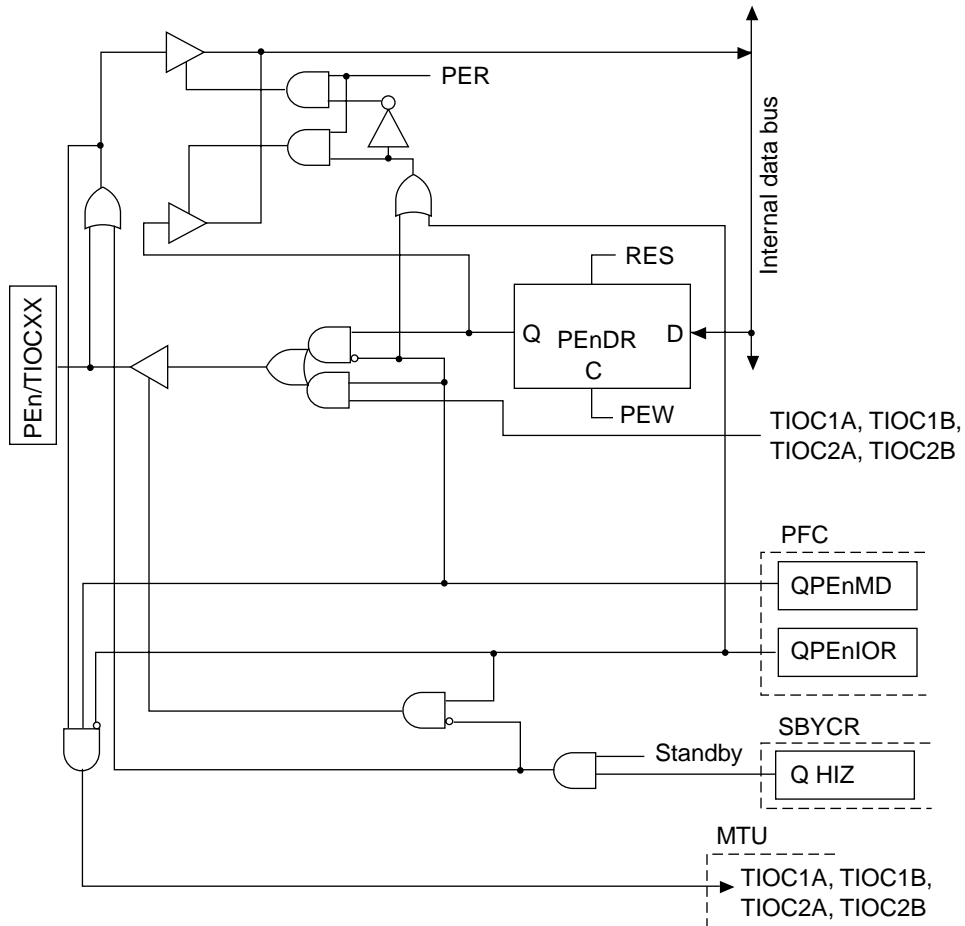 PER
Internal data bus
RES
Q PEnDR D
C
PEW
PEn/TIOCXX
TIOC1A, TIOC1B,
TIOC2A, TIOC2B
PFC
QPEnMD
QPEnIOR
SBYCR
Standby
Q HIZ
MTU
TIOC1A, TIOC1B,
TIOC2A, TIOC2B